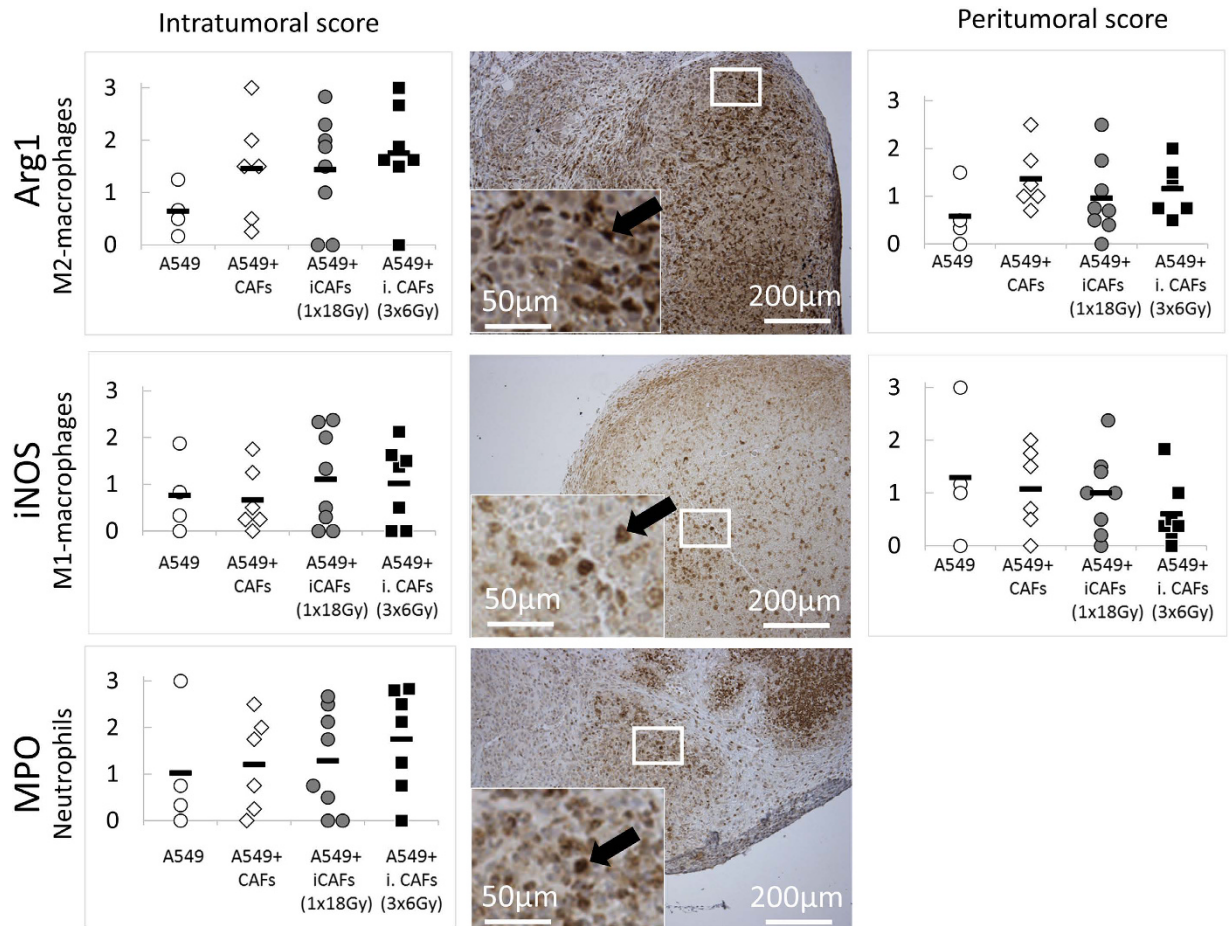 Intratumoral score
Peritumoral score
Arg1
M2-macrophages
3
2
1
0
A549
A549+
CAFs
A549+
iCAFs
(1x18Gy)
A549+
i. CAFs
(3x6Gy)
50µm
200µm
3
2
1
0
A549
A549+
CAFs
A549+
iCAFs
(1x18Gy)
A549+
i. CAFs
(3x6Gy)
iNOS
M1-macrophages
3
2
1
0
A549
A549+
CAFs
A549+
iCAFs
(1x18Gy)
A549+
i. CAFs
(3x6Gy)
50µm
200µm
3
2
1
0
A549
A549+
CAFs
A549+
iCAFs
(1x18Gy)
A549+
i. CAFs
(3x6Gy)
MPO
Neutrophils
3
2
1
0
A549
A549+
CAFs
A549+
iCAFs
(1x18Gy)
A549+
i. CAFs
(3x6Gy)
50µm
200µm